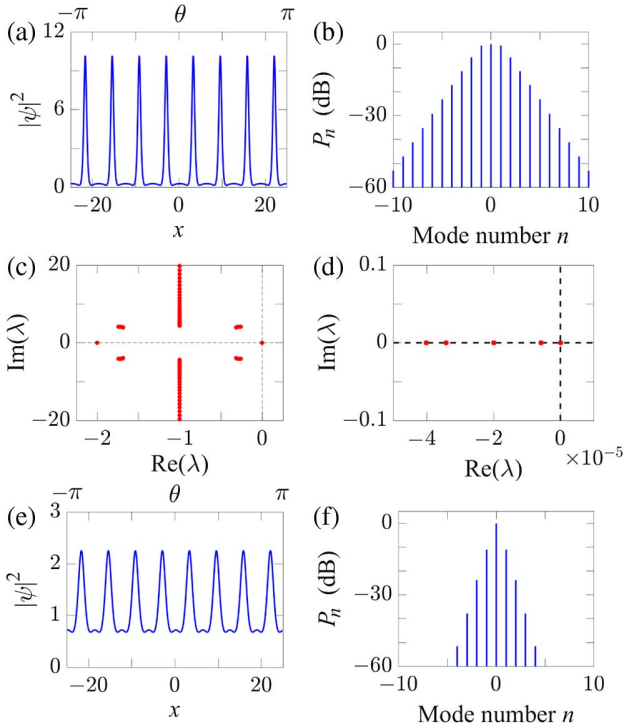 (a)
−π θ π
12
6
0
|ψ|²
−20 0 20
x
(b)
0
−30
−60
Pₙ (dB)
−10 0 10
Mode number n
(c)
20
0
−20
Im(λ)
−2 −1 0
Re(λ)
(d)
0.1
0
−0.1
Im(λ)
−4 −2 0
×10⁻⁵
Re(λ)
(e)
−π θ π
3
2
1
0
|ψ|²
−20 0 20
x
(f)
0
−30
−60
Pₙ (dB)
−10 0 10
Mode number n